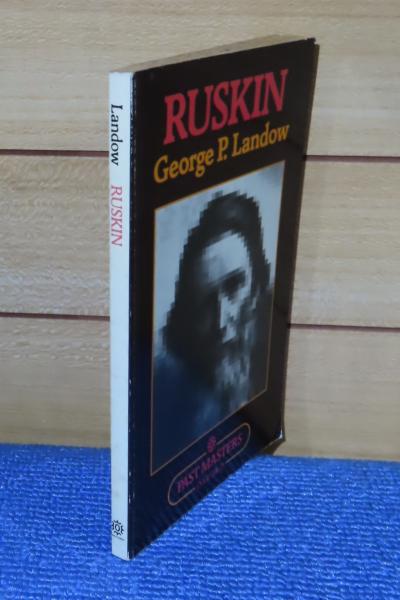 Landow RUSKIN
RUSKIN
George P. Landow
PAST MASTERS